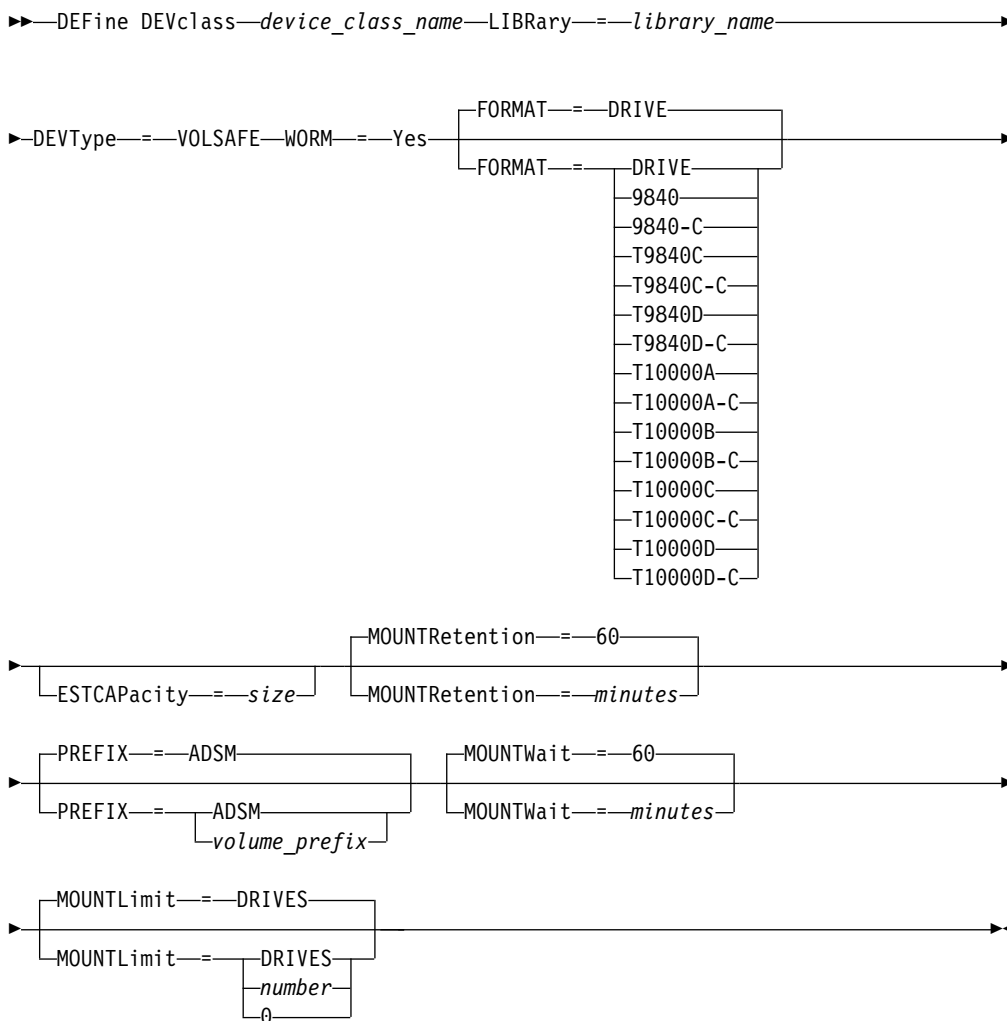 DEFine DEVclass device_class_name LIBRary = library_name
FORMAT = DRIVE
DEVType = VOLSAFE WORM = Yes
FORMAT = DRIVE
9840
9840-C
T9840C
T9840C-C
T9840D
T9840D-C
T10000A
T10000A-C
T10000B
T10000B-C
T10000C
T10000C-C
T10000D
T10000D-C
MOUNTRetention = 60
ESTCAPacity = size
MOUNTRetention = minutes
PREFIX = ADSM
MOUNTWait = 60
PREFIX = ADSM
volume_prefix
MOUNTWait = minutes
MOUNTLimit = DRIVES
MOUNTLimit = DRIVES
number
0